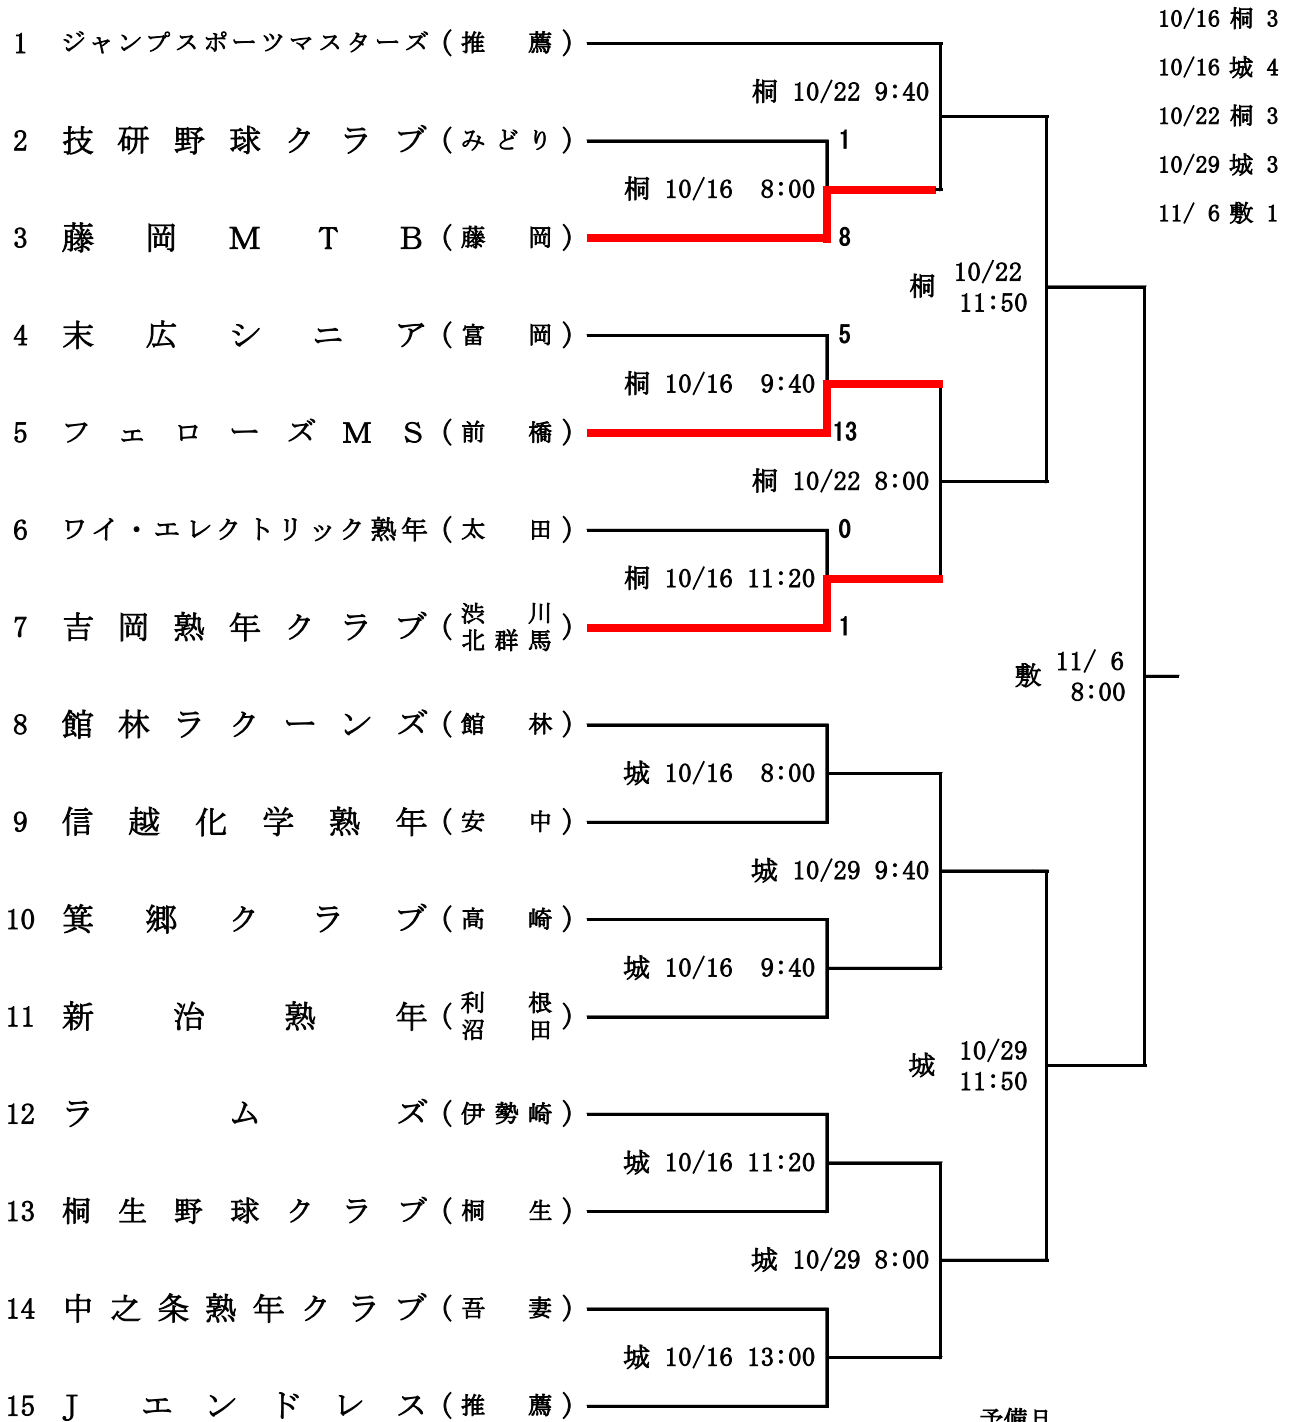 10/16 桐 3
10/16 城 4
10/22 桐 3
10/29 城 3
11/ 6 敷 1
1 ジャンプスポーツマスターズ (推 薦)
桐 10/22 9:40
2 技研野球クラブ (みどり) 1
桐 10/16 8:00
3 藤岡MTB (藤 岡) 8
桐 10/22
11:50
4 末広シニア (富 岡) 5
桐 10/16 9:40
5 フェローズMS (前 橋) 13
桐 10/22 8:00
6 ワイ・エレクトリック熟年 (太 田) 0
桐 10/16 11:20
7 吉岡熟年クラブ (渋 川 北群馬) 1
敷 11/ 6
8:00
8 館林ラクーンズ (館 林)
城 10/16 8:00
9 信越化学熟年 (安 中)
城 10/29 9:40
10 箕郷クラブ (高 崎)
城 10/16 9:40
11 新治熟年 (利 根 沼 田)
城 10/29
11:50
12 ラムズ (伊勢崎)
城 10/16 11:20
13 桐生野球クラブ (桐 生)
城 10/29 8:00
14 中之条熟年クラブ (吾 妻)
城 10/16 13:00
15 Jエンドレス (推 薦)
予備日